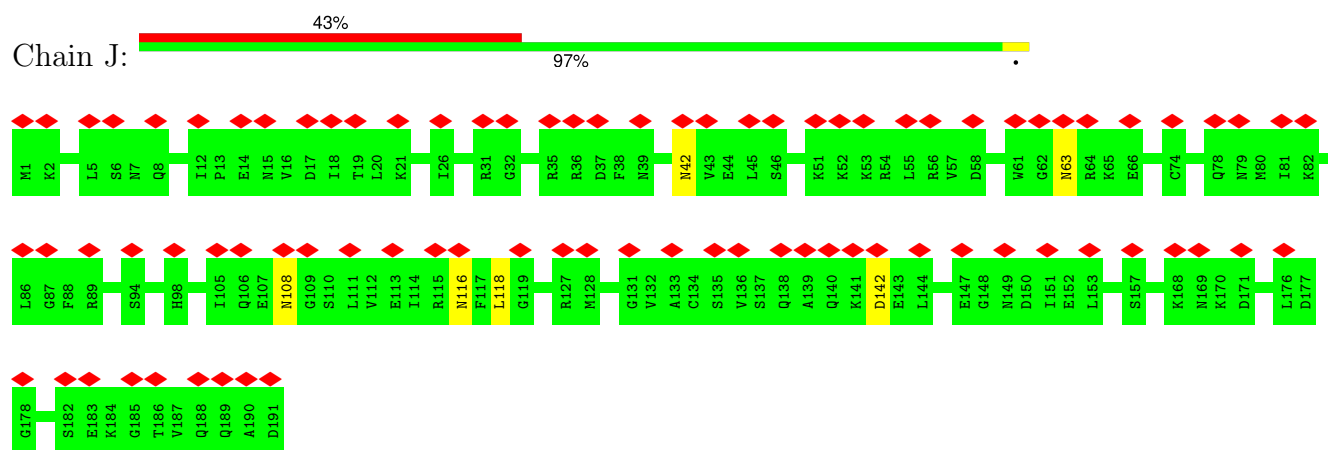 43%
Chain J:
97%
•
M1 K2 L5 S6 N7 Q8 I12 P13 E14 N15 V16 D17 I18 T19 L20 K21 I26 R31 G32 R35 R36 D37 F38 N39 N42 V43 E44 L45 S46 K51 K52 K53 R54 L55 R56 V57 D58 W61 G62 N63 R64 K65 E66 C74 Q78 N79 M80 I81 K82
L86 G87 F88 R89 S94 H98 I105 Q106 E107 N108 G109 S110 L111 V112 E113 I114 R115 N116 F117 L118 G119 R127 M128 G131 V132 A133 C134 S135 V136 S137 Q138 A139 Q140 K141 D142 E143 L144 E147 G148 N149 D150 I151 E152 L153 S157 K168 N169 K170 D171 L176 D177
G178 S182 E183 K184 G185 T186 V187 Q188 Q189 A190 D191